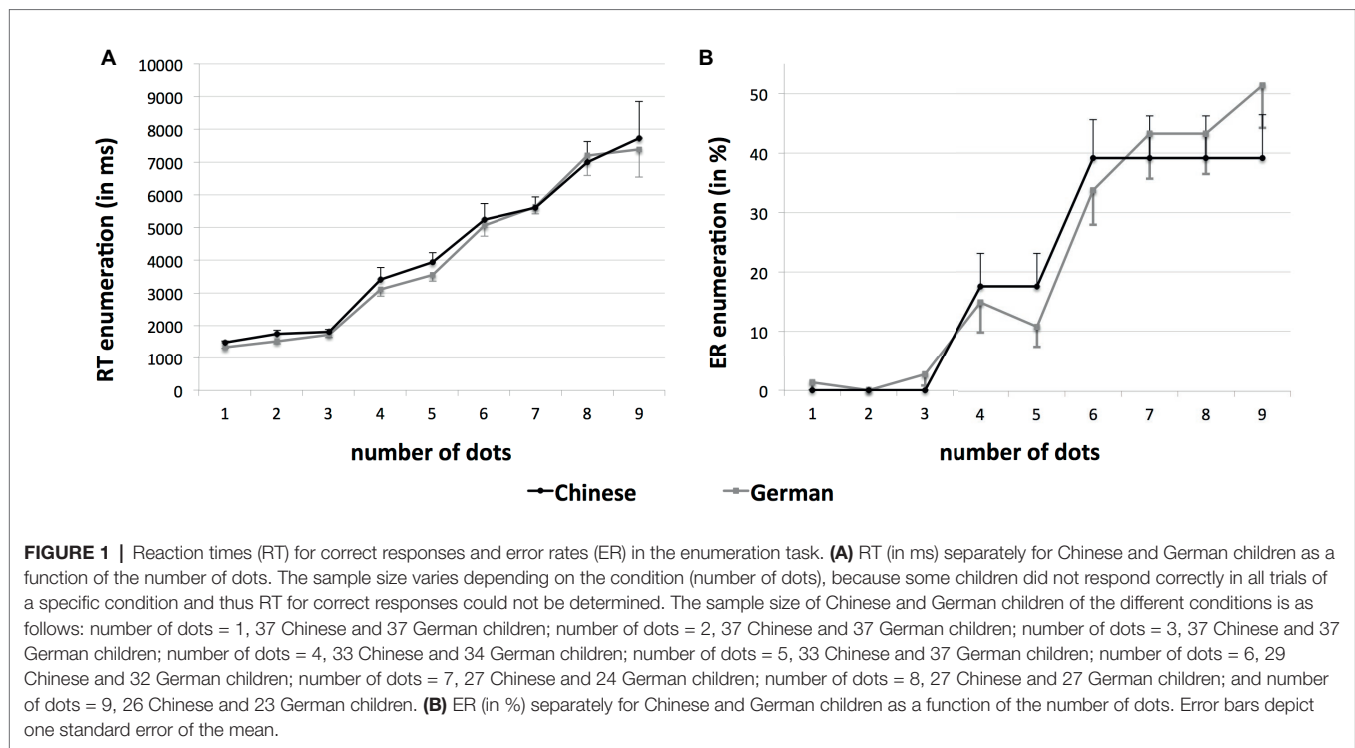 A
RT enumeration (in ms)
10000
9000
8000
7000
6000
5000
4000
3000
2000
1000
0
1 2 3 4 5 6 7 8 9
number of dots
B
ER enumeration (in %)
50
40
30
20
10
0
1 2 3 4 5 6 7 8 9
number of dots
Chinese German
FIGURE 1 | Reaction times (RT) for correct responses and error rates (ER) in the enumeration task. (A) RT (in ms) separately for Chinese and German children as a
function of the number of dots. The sample size varies depending on the condition (number of dots), because some children did not respond correctly in all trials of
a specific condition and thus RT for correct responses could not be determined. The sample size of Chinese and German children of the different conditions is as
follows: number of dots = 1, 37 Chinese and 37 German children; number of dots = 2, 37 Chinese and 37 German children; number of dots = 3, 37 Chinese and 37
German children; number of dots = 4, 33 Chinese and 34 German children; number of dots = 5, 33 Chinese and 37 German children; number of dots = 6, 29
Chinese and 32 German children; number of dots = 7, 27 Chinese and 24 German children; number of dots = 8, 27 Chinese and 27 German children; and number
of dots = 9, 26 Chinese and 23 German children. (B) ER (in %) separately for Chinese and German children as a function of the number of dots. Error bars depict
one standard error of the mean.